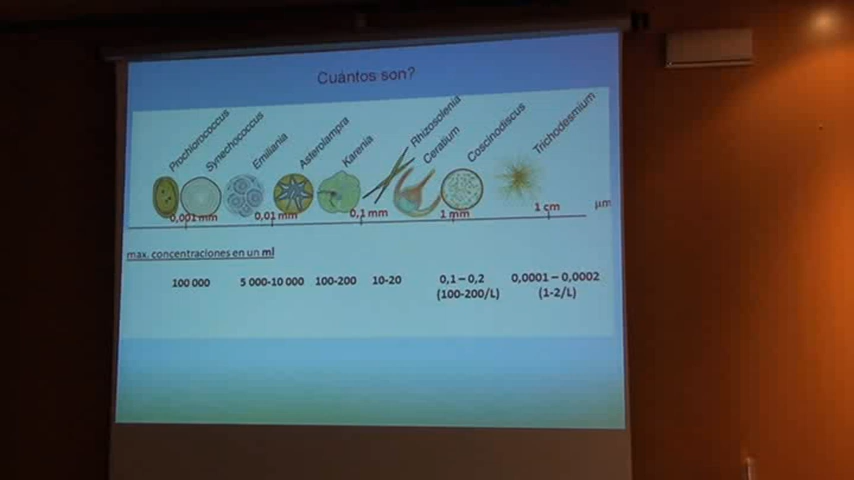 Cuántos son?
Prochlorococcus
Synechococcus
Emiliania
Asterolampra
Karenia
Rhizosolenia
Ceratium
Coscinodiscus
Trichodesmium
0,001 mm 0,01 mm 0,1 mm 1 mm 1 cm μm
max. concentraciones en un ml
100 000 5 000-10 000 100-200 10-20 0,1 – 0,2 0,0001 – 0,0002
(100-200/L) (1-2/L)